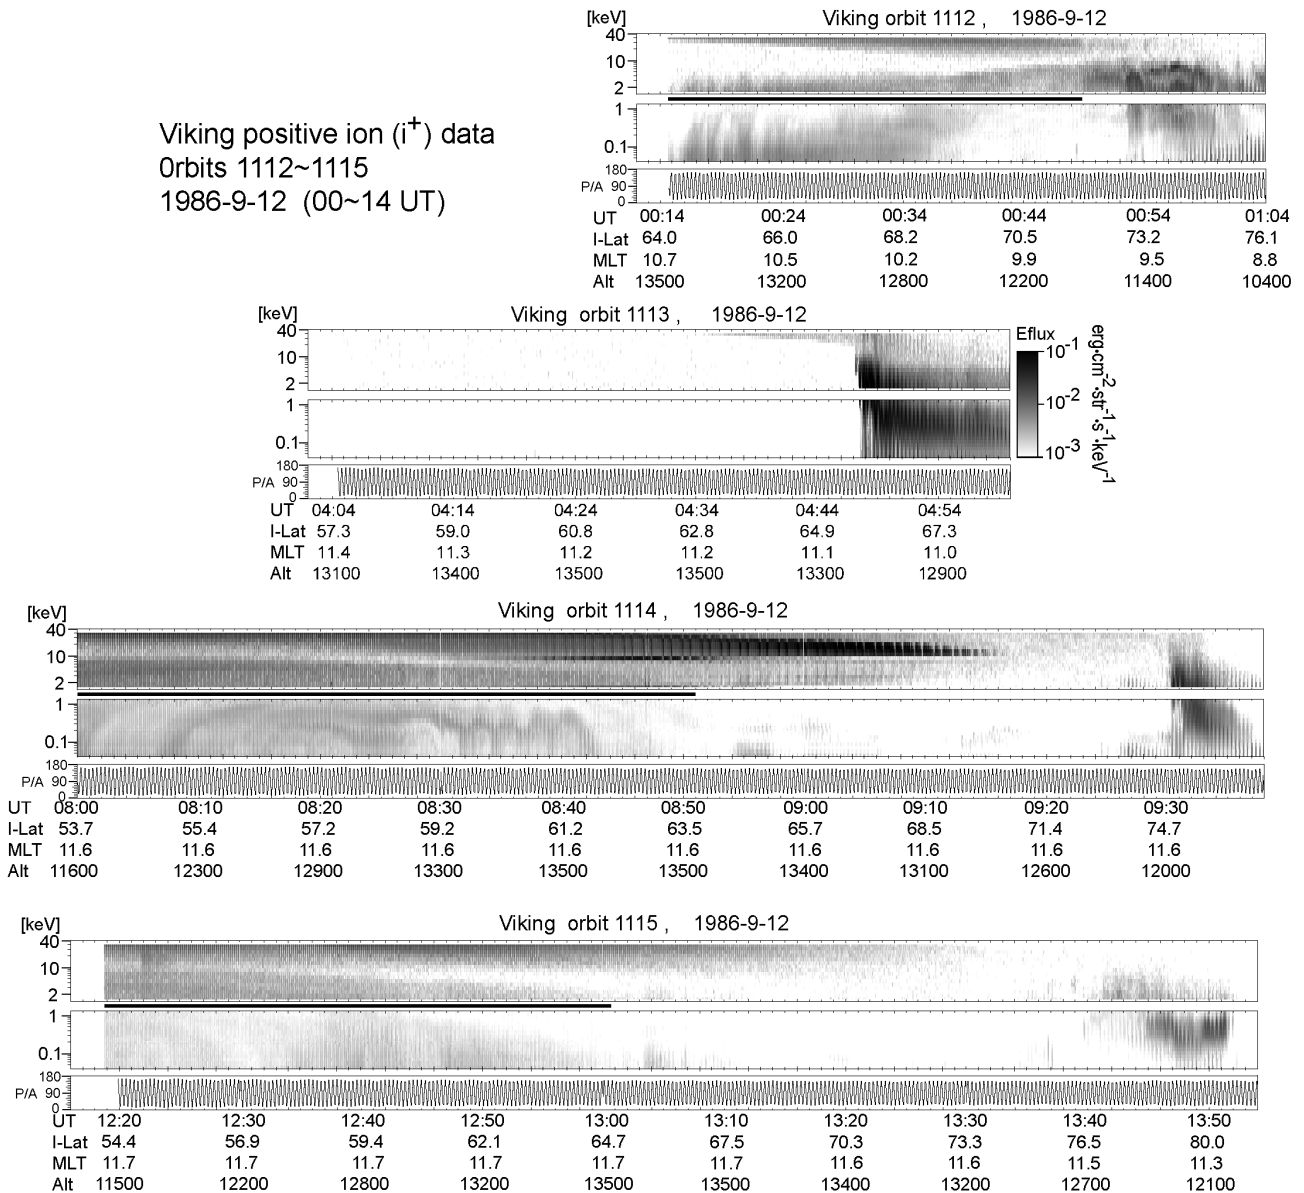 Viking orbit 1112 ,    1986-9-12
[keV]
40
10
2
1
0.1
180
P/A 90
0
UT 00:14 00:24 00:34 00:44 00:54 01:04
I-Lat 64.0 66.0 68.2 70.5 73.2 76.1
MLT 10.7 10.5 10.2 9.9 9.5 8.8
Alt 13500 13200 12800 12200 11400 10400
Viking positive ion (i+) data
0rbits 1112~1115
1986-9-12  (00~14 UT)
Viking  orbit 1113 ,    1986-9-12
[keV]
40
10
2
1
0.1
180
P/A 90
0
UT 04:04 04:14 04:24 04:34 04:44 04:54
I-Lat 57.3 59.0 60.8 62.8 64.9 67.3
MLT 11.4 11.3 11.2 11.2 11.1 11.0
Alt 13100 13400 13500 13500 13300 12900
Eflux
10-1
10-2
10-3
erg·cm-2·str-1·s-1·keV-1
Viking  orbit 1114 ,    1986-9-12
[keV]
40
10
2
1
0.1
180
P/A 90
0
UT 08:00 08:10 08:20 08:30 08:40 08:50 09:00 09:10 09:20 09:30
I-Lat 53.7 55.4 57.2 59.2 61.2 63.5 65.7 68.5 71.4 74.7
MLT 11.6 11.6 11.6 11.6 11.6 11.6 11.6 11.6 11.6 11.6
Alt 11600 12300 12900 13300 13500 13500 13400 13100 12600 12000
Viking  orbit 1115 ,    1986-9-12
[keV]
40
10
2
1
0.1
180
P/A 90
0
UT 12:20 12:30 12:40 12:50 13:00 13:10 13:20 13:30 13:40 13:50
I-Lat 54.4 56.9 59.4 62.1 64.7 67.5 70.3 73.3 76.5 80.0
MLT 11.7 11.7 11.7 11.7 11.7 11.7 11.6 11.6 11.5 11.3
Alt 11500 12200 12800 13200 13500 13500 13400 13200 12700 12100